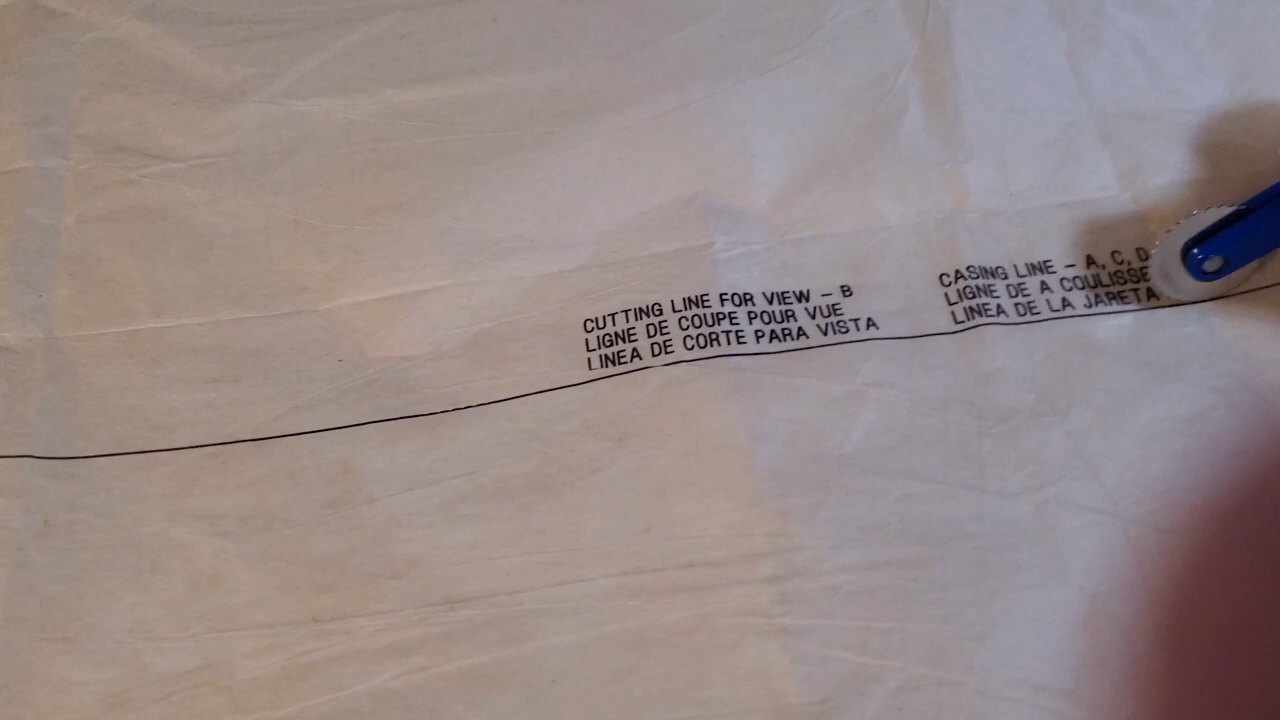 CUTTING LINE FOR VIEW – B
LIGNE DE COUPE POUR VUE
LINEA DE CORTE PARA VISTA
CASING LINE – A, C, D
LIGNE DE A COULISSE
LINEA DE LA JARETA